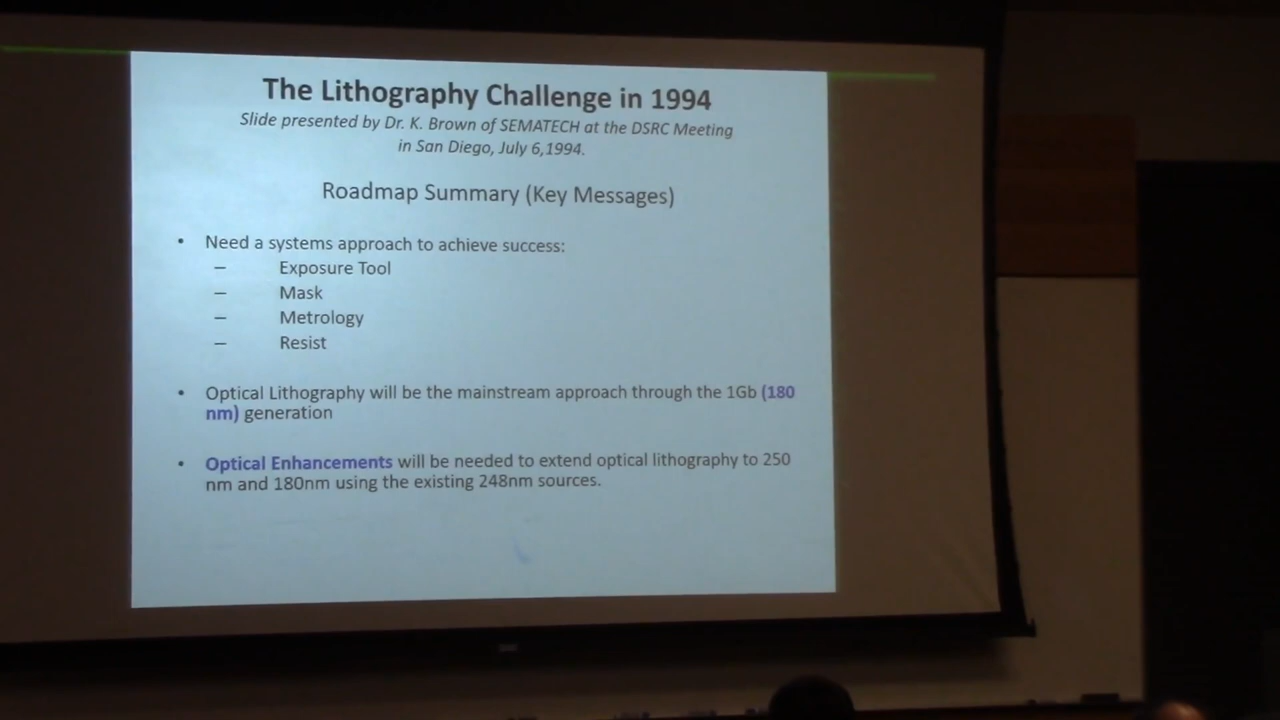 The Lithography Challenge in 1994
Slide presented by Dr. K. Brown of SEMATECH at the DSRC Meeting
in San Diego, July 6,1994.
Roadmap Summary (Key Messages)
• Need a systems approach to achieve success:
– Exposure Tool
– Mask
– Metrology
– Resist
• Optical Lithography will be the mainstream approach through the 1Gb (180
nm) generation
• Optical Enhancements will be needed to extend optical lithography to 250
nm and 180nm using the existing 248nm sources.